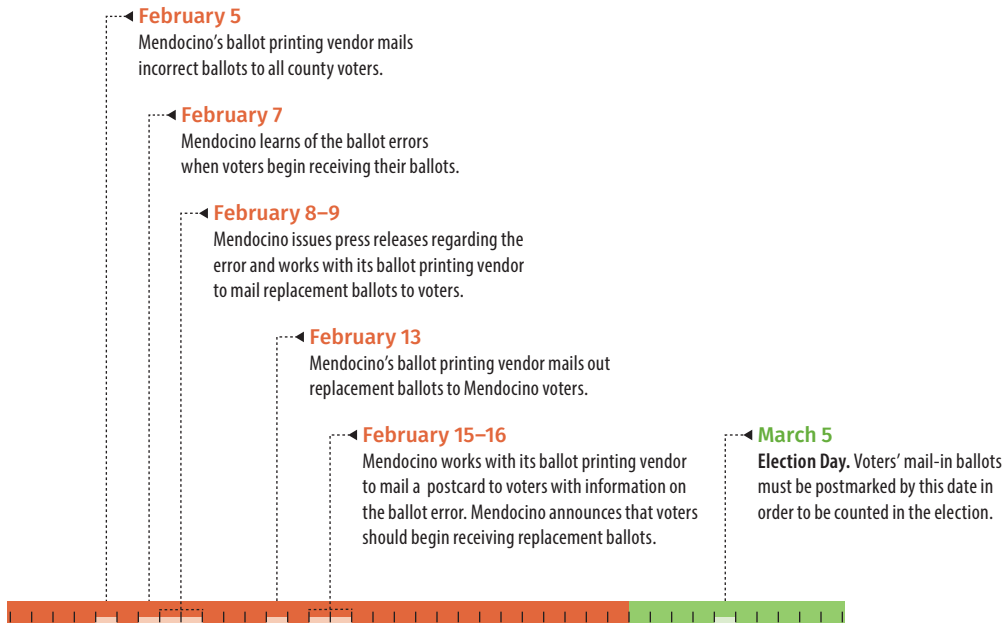 February 5
Mendocino’s ballot printing vendor mails
incorrect ballots to all county voters.
February 7
Mendocino learns of the ballot errors
when voters begin receiving their ballots.
February 8–9
Mendocino issues press releases regarding the
error and works with its ballot printing vendor
to mail replacement ballots to voters.
February 13
Mendocino’s ballot printing vendor mails out
replacement ballots to Mendocino voters.
February 15–16
Mendocino works with its ballot printing vendor
to mail a postcard to voters with information on
the ballot error. Mendocino announces that voters
should begin receiving replacement ballots.
March 5
Election Day. Voters’ mail-in ballots
must be postmarked by this date in
order to be counted in the election.